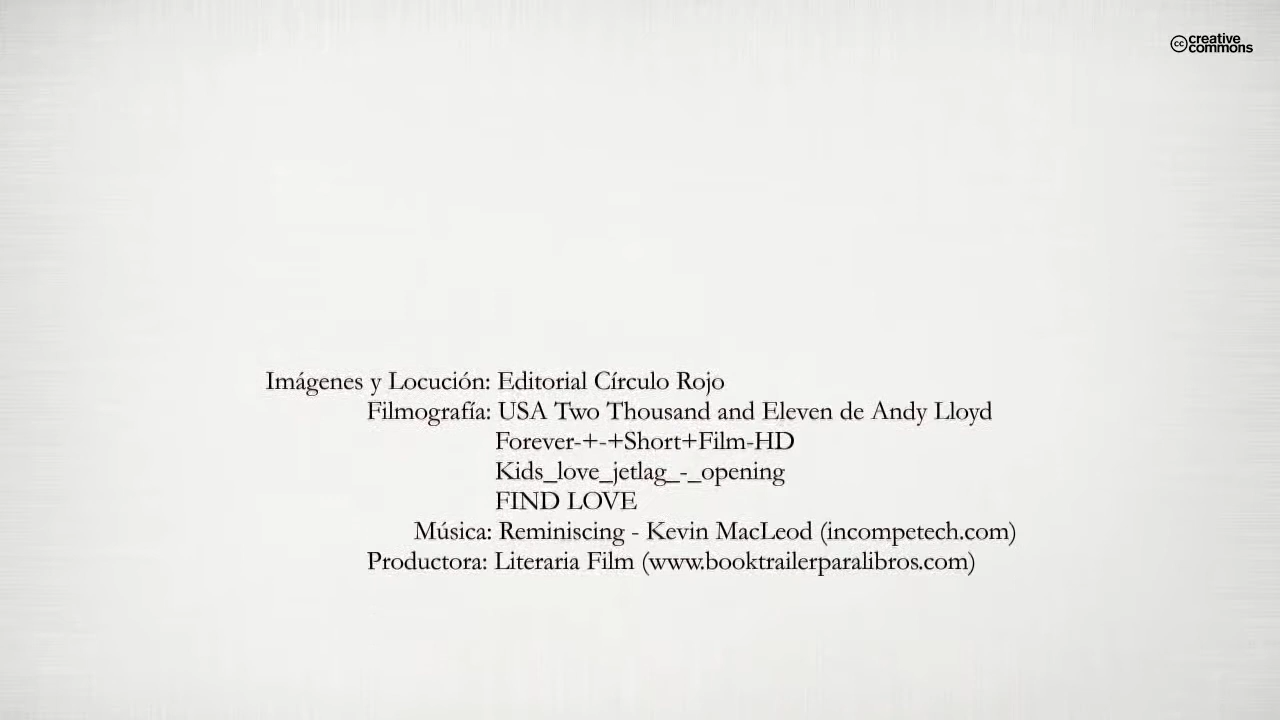 cc creative
commons
Imágenes y Locución: Editorial Círculo Rojo
Filmografía: USA Two Thousand and Eleven de Andy Lloyd
Forever-+-+Short+Film-HD
Kids_love_jetlag_-_opening
FIND LOVE
Música: Reminiscing - Kevin MacLeod (incompetech.com)
Productora: Literaria Film (www.booktrailerparalibros.com)